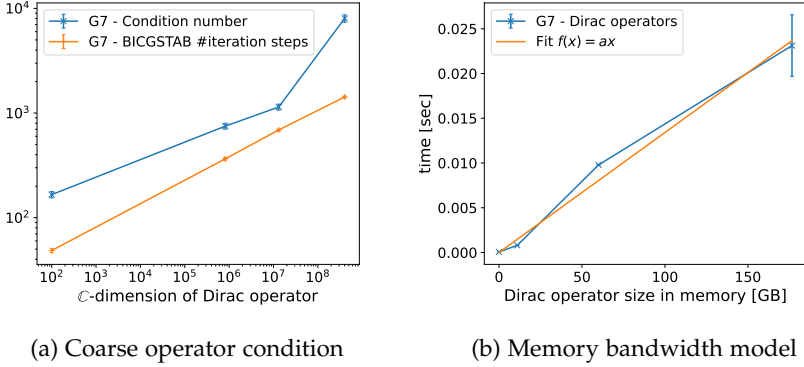 10^4
10^3
10^2
G7 - Condition number
G7 - BICGSTAB #iteration steps
10^2 10^3 10^4 10^5 10^6 10^7 10^8
ℂ-dimension of Dirac operator
(a) Coarse operator condition
time [sec]
0.025
0.020
0.015
0.010
0.005
0.000
G7 - Dirac operators
Fit f(x) = ax
0 50 100 150
Dirac operator size in memory [GB]
(b) Memory bandwidth model